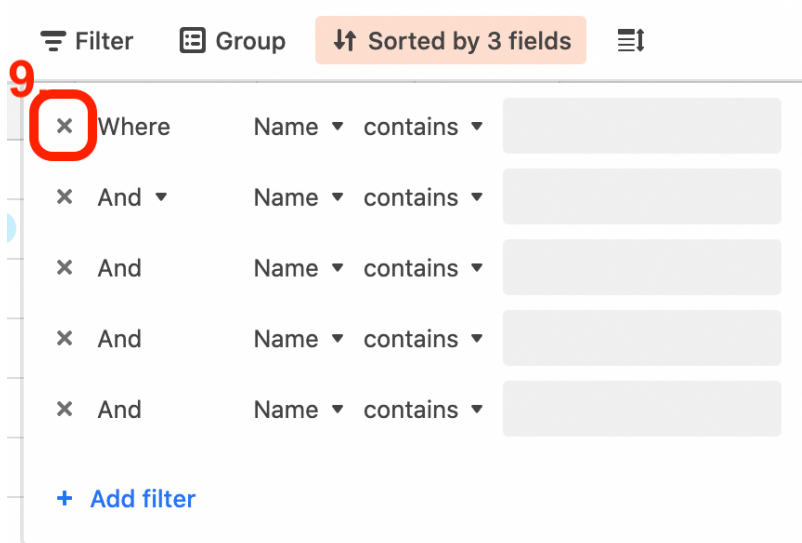 Filter Group Sorted by 3 fields
9
Where Name contains
And Name contains
And Name contains
And Name contains
And Name contains
+ Add filter